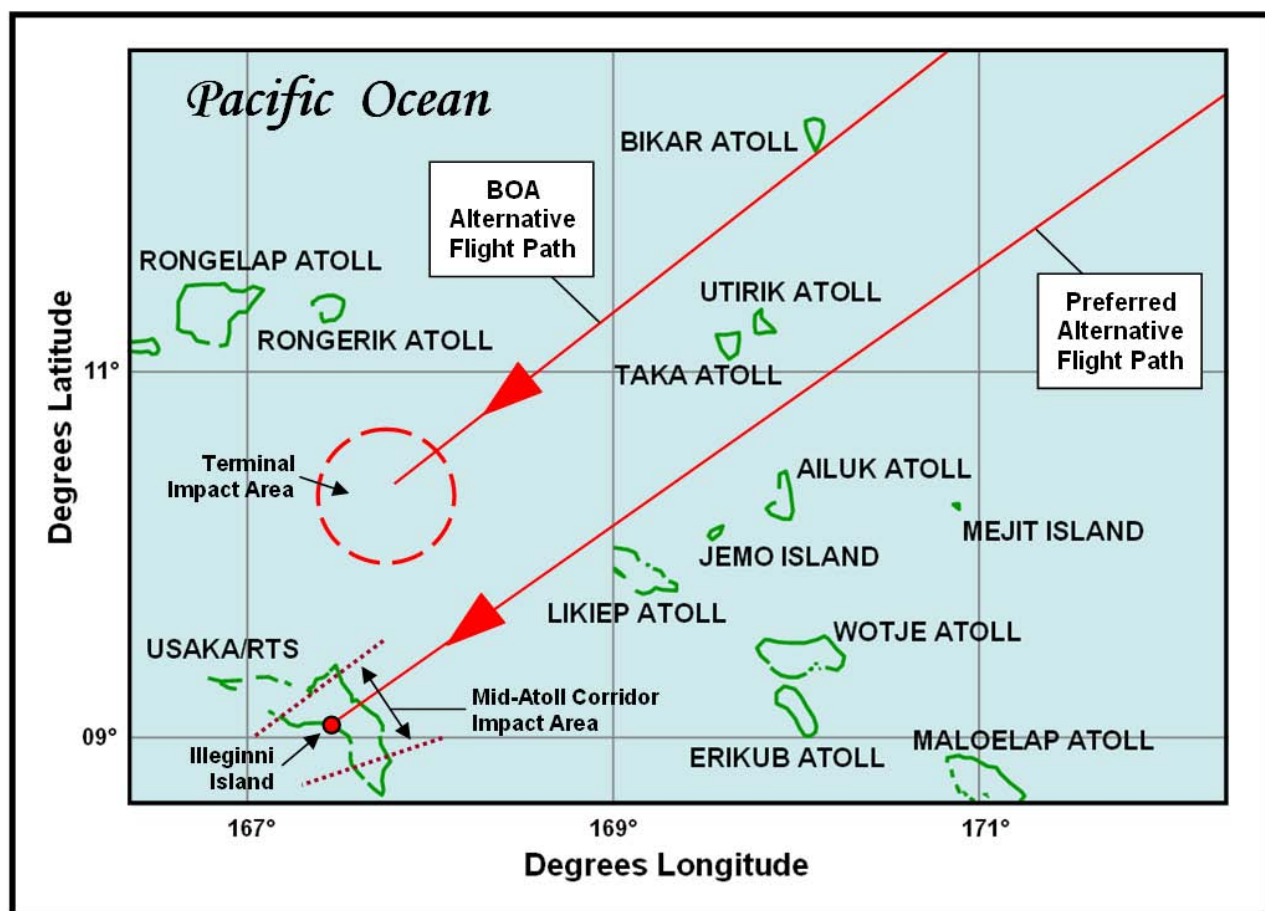 Pacific Ocean
BIKAR ATOLL
BOA
Alternative
Flight Path
RONGELAP ATOLL
RONGERIK ATOLL
UTIRIK ATOLL
TAKA ATOLL
Preferred
Alternative
Flight Path
11°
Degrees Latitude
Terminal
Impact Area
AILUK ATOLL
MEJIT ISLAND
JEMO ISLAND
LIKIEP ATOLL
WOTJE ATOLL
USAKA/RTS
Mid-Atoll Corridor
Impact Area
09°
Illeginni
Island
ERIKUB ATOLL
MALOELAP ATOLL
167°
169°
171°
Degrees Longitude